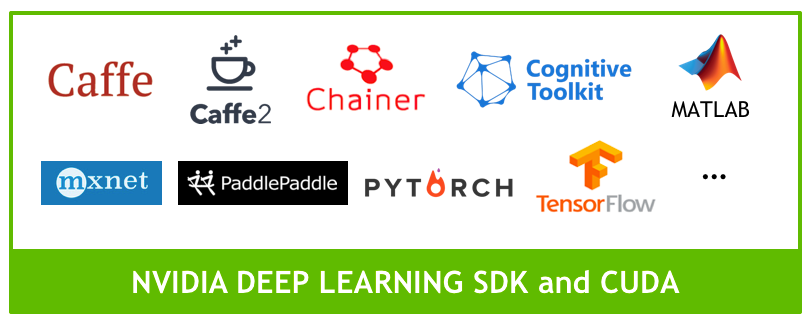 Caffe
Caffe2
Chainer
Cognitive
Toolkit
MATLAB
mxnet
PaddlePaddle
PYTORCH
TensorFlow
...
NVIDIA DEEP LEARNING SDK and CUDA